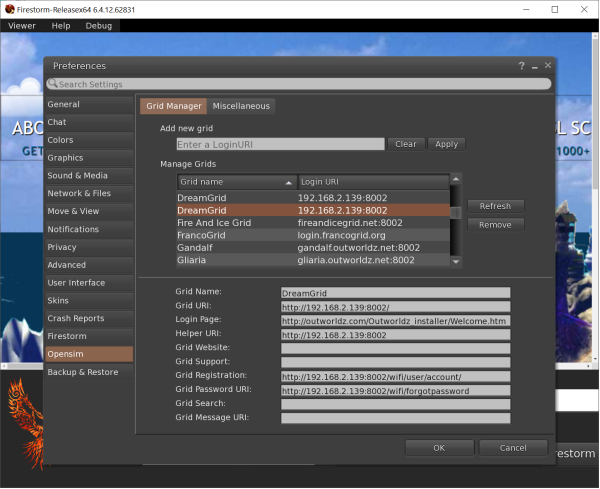 Firestorm-Releasex64 6.4.12.62831
Viewer Help Debug
Preferences
Search Settings
General
Chat
Colors
Graphics
Sound & Media
Network & Files
Move & View
Notifications
Privacy
Advanced
User Interface
Skins
Crash Reports
Firestorm
Opensim
Backup & Restore
Grid Manager Miscellaneous
Add new grid
Enter a LoginURI Clear Apply
Manage Grids
Grid name Login URI
DreamGrid 192.168.2.139:8002
DreamGrid 192.168.2.139:8002
Fire And Ice Grid fireandicegrid.net:8002
FrancoGrid login.francogrid.org
Gandalf gandalf.outworldz.net:8002
Gliaria gliaria.outworldz.net:8002
Refresh
Remove
Grid Name: DreamGrid
Grid URI: http://192.168.2.139:8002/
Login Page: http://outworldz.com/Outworldz_installer/Welcome.htm
Helper URI: http://192.168.2.139:8002
Grid Website:
Grid Support:
Grid Registration: http://192.168.2.139:8002/wifi/user/account/
Grid Password URI: http://192.168.2.139:8002/wifi/forgotpassword
Grid Search:
Grid Message URI:
OK Cancel
ABO
GET
L SC
1000+
restorm